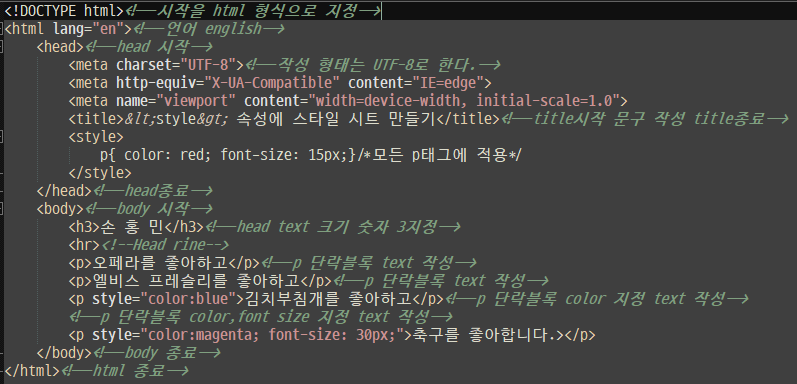 <!DOCTYPE html><!--시작을 html 형식으로 지정-->
<html lang="en"><!--언어 english-->
<head><!--head 시작-->
<meta charset="UTF-8"><!--작성 형태는 UTF-8로 한다.-->
<meta http-equiv="X-UA-Compatible" content="IE=edge">
<meta name="viewport" content="width=device-width, initial-scale=1.0">
<title>&lt;style&gt; 속성에 스타일 시트 만들기</title><!--title시작 문구 작성 title종료-->
<style>
p{ color: red; font-size: 15px;}/*모든 p태그에 적용*/
</style>
</head><!--head종료-->
<body><!--body 시작-->
<h3>손 흥 민</h3><!--head text 크기 숫자 3지정-->
<hr><!--Head rine-->
<p>오페라를 좋아하고</p><!--p 단락블록 text 작성-->
<p>엘비스 프레슬리를 좋아하고</p><!--p 단락블록 text 작성-->
<p style="color:blue">김치부침개를 좋아하고</p><!--p 단락블록 color 지정 text 작성-->
<!--p 단락블록 color,font size 지정 text 작성-->
<p style="color:magenta; font-size: 30px;">축구를 좋아합니다.></p>
</body><!--body 종료-->
</html><!--html 종료-->